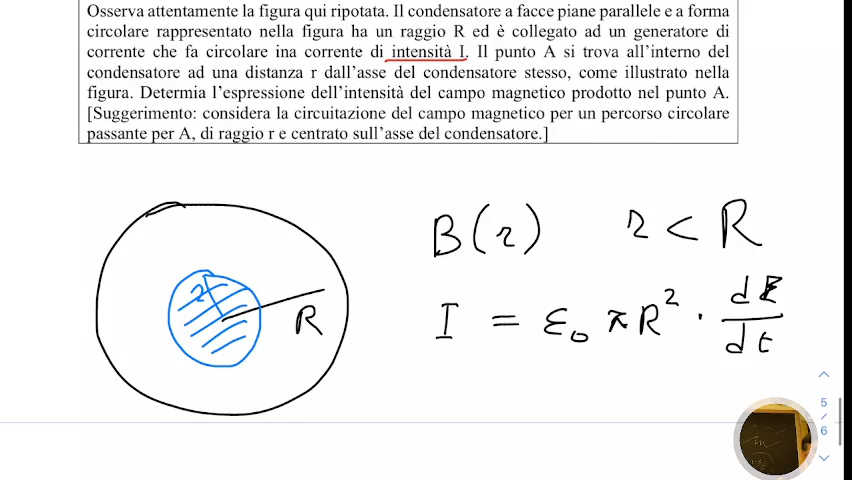 Osserva attentamente la figura qui riportata. Il condensatore a facce piane parallele e a forma
circolare rappresentato nella figura ha un raggio R ed è collegato ad un generatore di
corrente che fa circolare ina corrente di intensità I. Il punto A si trova all’interno del
condensatore ad una distanza r dall’asse del condensatore stesso, come illustrato nella
figura. Determia l’espressione dell’intensità del campo magnetico prodotto nel punto A.
[Suggerimento: considera la circuitazione del campo magnetico per un percorso circolare
passante per A, di raggio r e centrato sull’asse del condensatore.]
B(r) r < R
r
R
I = ε₀ πR² · dE/dt
5
/
6